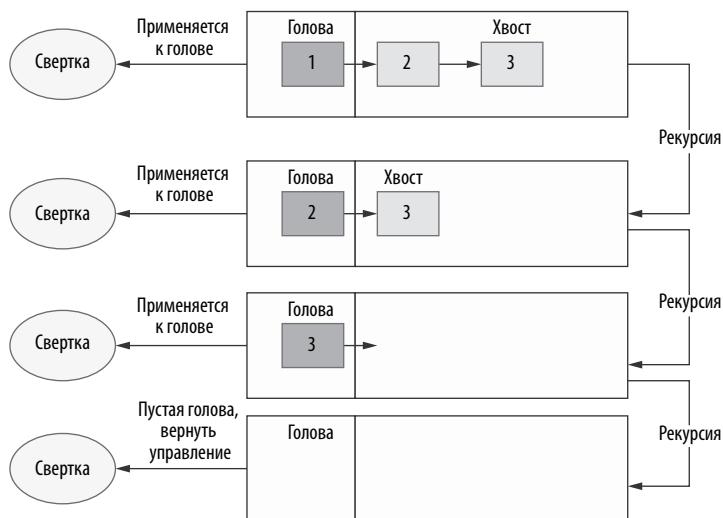 Применяется
к голове
Голова
Хвост
Свертка
1
2
3
Рекурсия
Применяется
к голове
Голова
Хвост
Свертка
2
3
Рекурсия
Применяется
к голове
Голова
Свертка
3
Пустая голова,
вернуть
управление
Голова
Рекурсия
Свертка